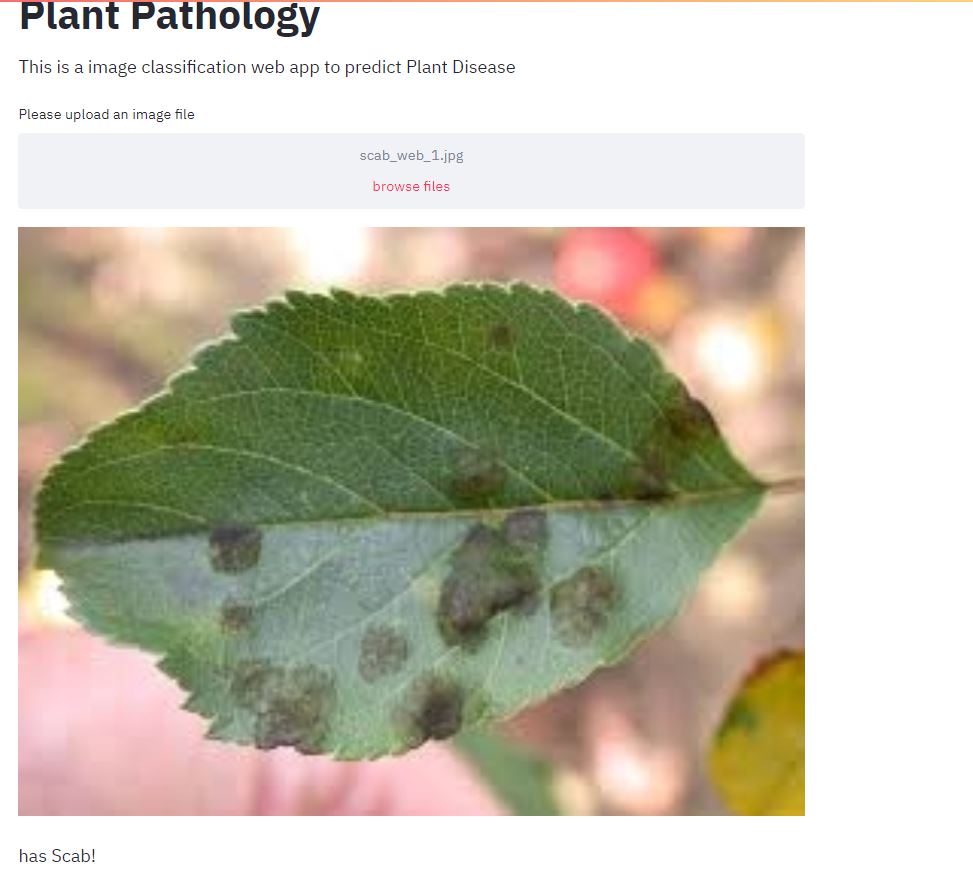 Plant Pathology
This is a image classification web app to predict Plant Disease
Please upload an image file
scab_web_1.jpg
browse files
has Scab!